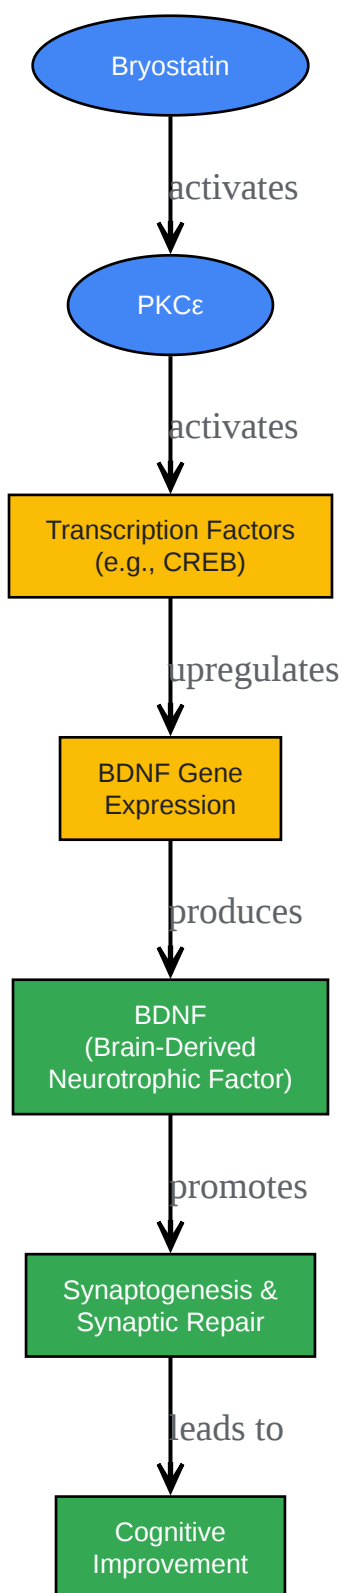 Bryostatin
activates
PKCε
activates
Transcription Factors
(e.g., CREB)
upregulates
BDNF Gene
Expression
produces
BDNF
(Brain-Derived
Neurotrophic Factor)
promotes
Synaptogenesis &
Synaptic Repair
leads to
Cognitive
Improvement